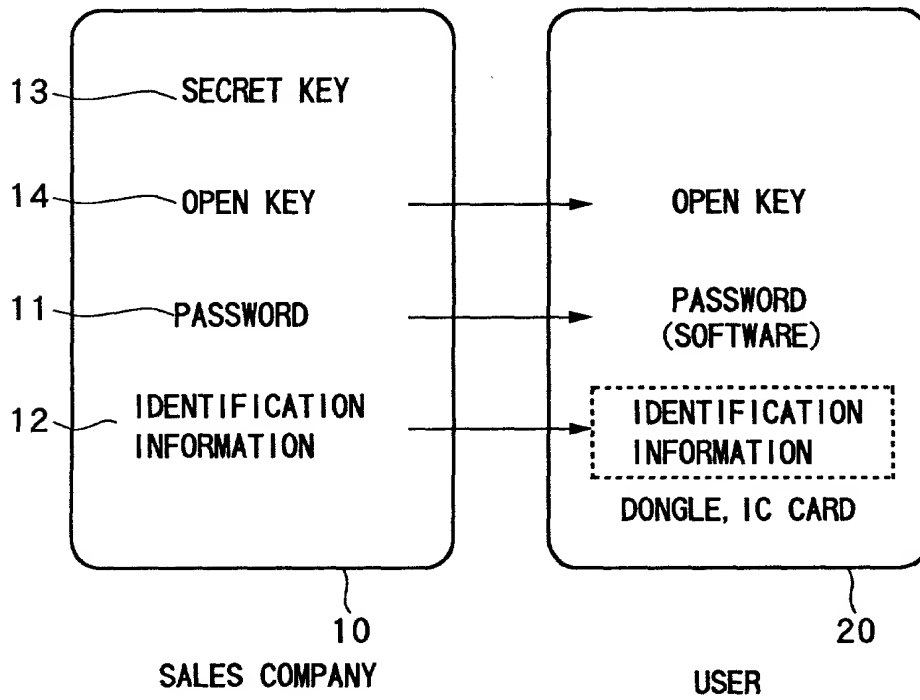 13 SECRET KEY
14 OPEN KEY OPEN KEY
11 PASSWORD PASSWORD
(SOFTWARE)
12 IDENTIFICATION IDENTIFICATION
INFORMATION INFORMATION
DONGLE, IC CARD
10 20
SALES COMPANY USER